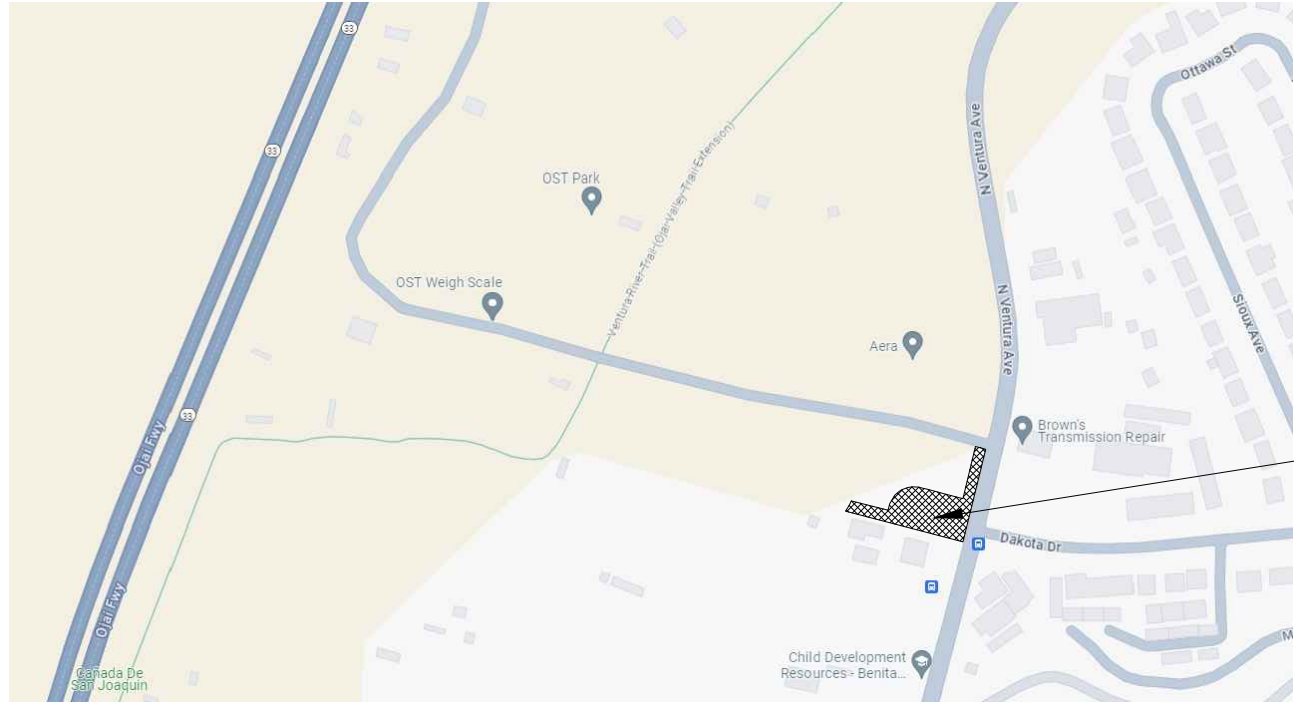 33
Ottawa St
N Ventura Ave
33
Ventura River Trail (Ojai Valley Trail Extension)
OST Park
OST Weigh Scale
N Ventura Ave
Sioux Ave
Aera
33
Ojai Fwy
Brown's
Transmission Repair
Dakota Dr
Ojai Fwy
M
Child Development
Resources - Benita...
Cañada De
San Joaquin